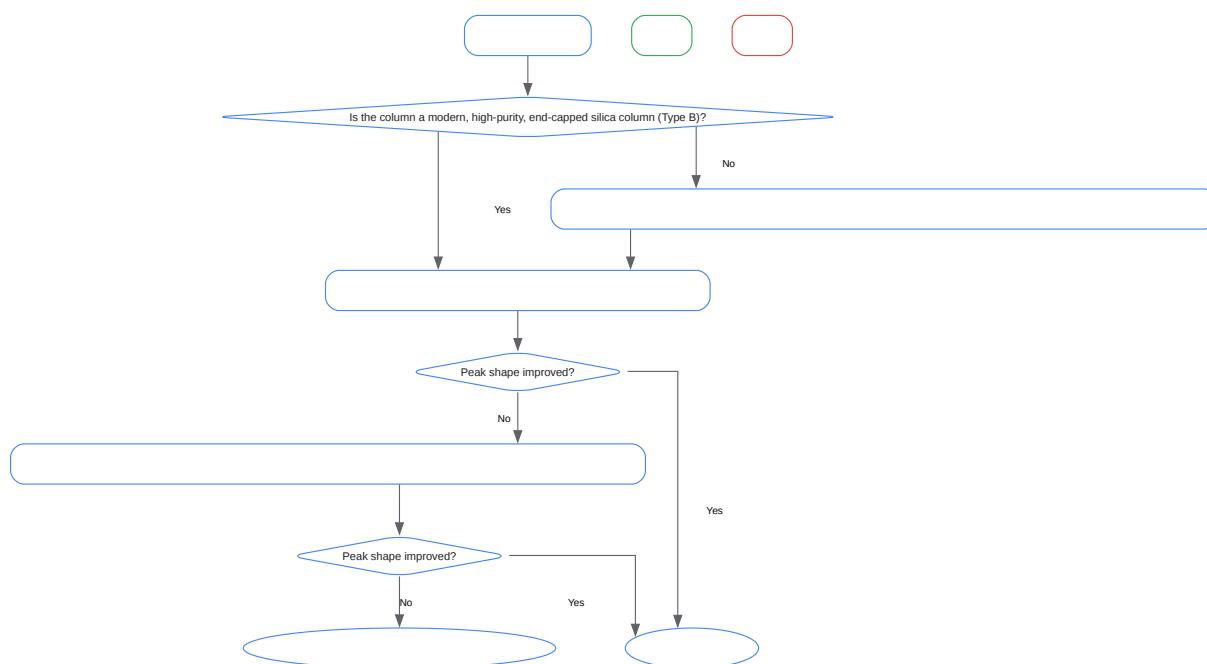 Is the column a modern, high-purity, end-capped silica column (Type B)?
No
Yes
Peak shape improved?
No
Yes
Peak shape improved?
No
Yes